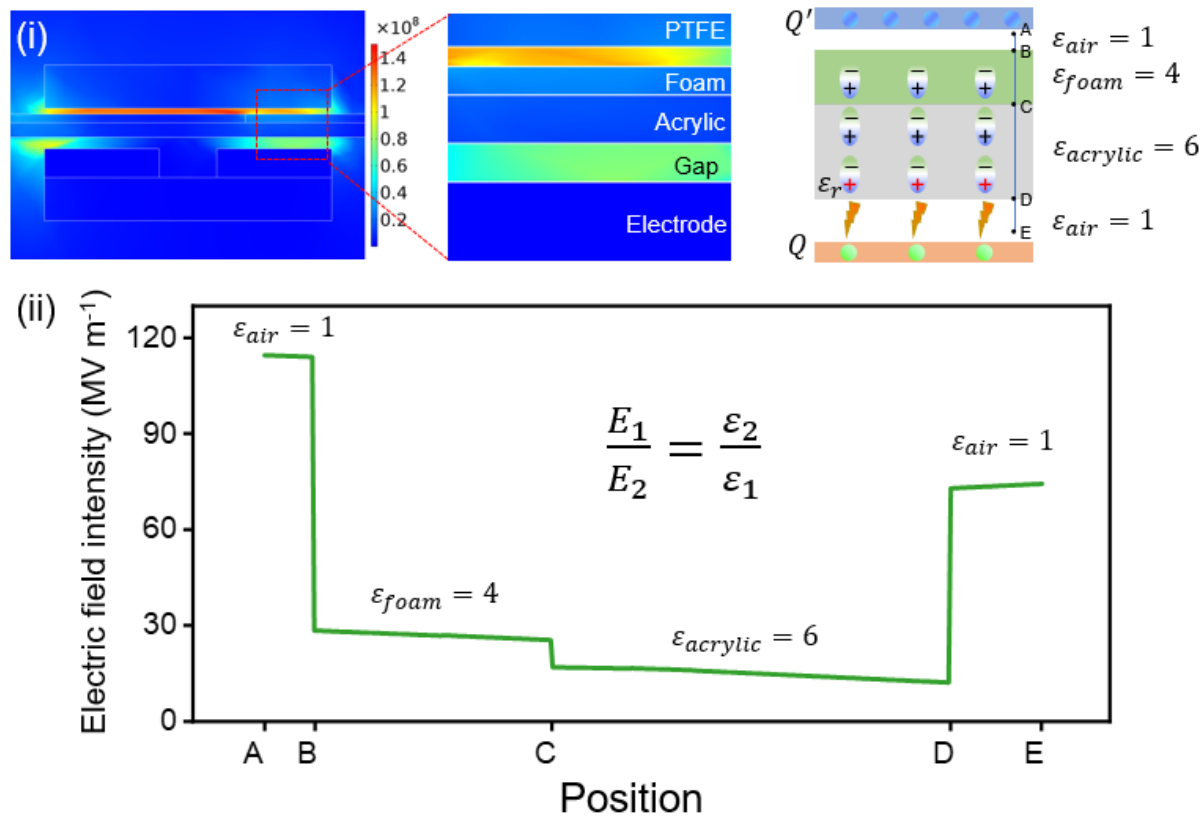 (i)
×10⁸
1.4
1.2
1
0.8
0.6
0.4
0.2
PTFE
Foam
Acrylic
Gap
Electrode
Q′
A
ε_air = 1
B
ε_foam = 4
C
ε_acrylic = 6
ε_r
D
ε_air = 1
E
Q
− − −
+ + +
− − −
+ + +
− − −
+ + +
(ii)
Electric field intensity (MV m⁻¹)
120
90
60
30
0
ε_air = 1
ε_foam = 4
E₁/E₂ = ε₂/ε₁
ε_acrylic = 6
ε_air = 1
A B C D E
Position